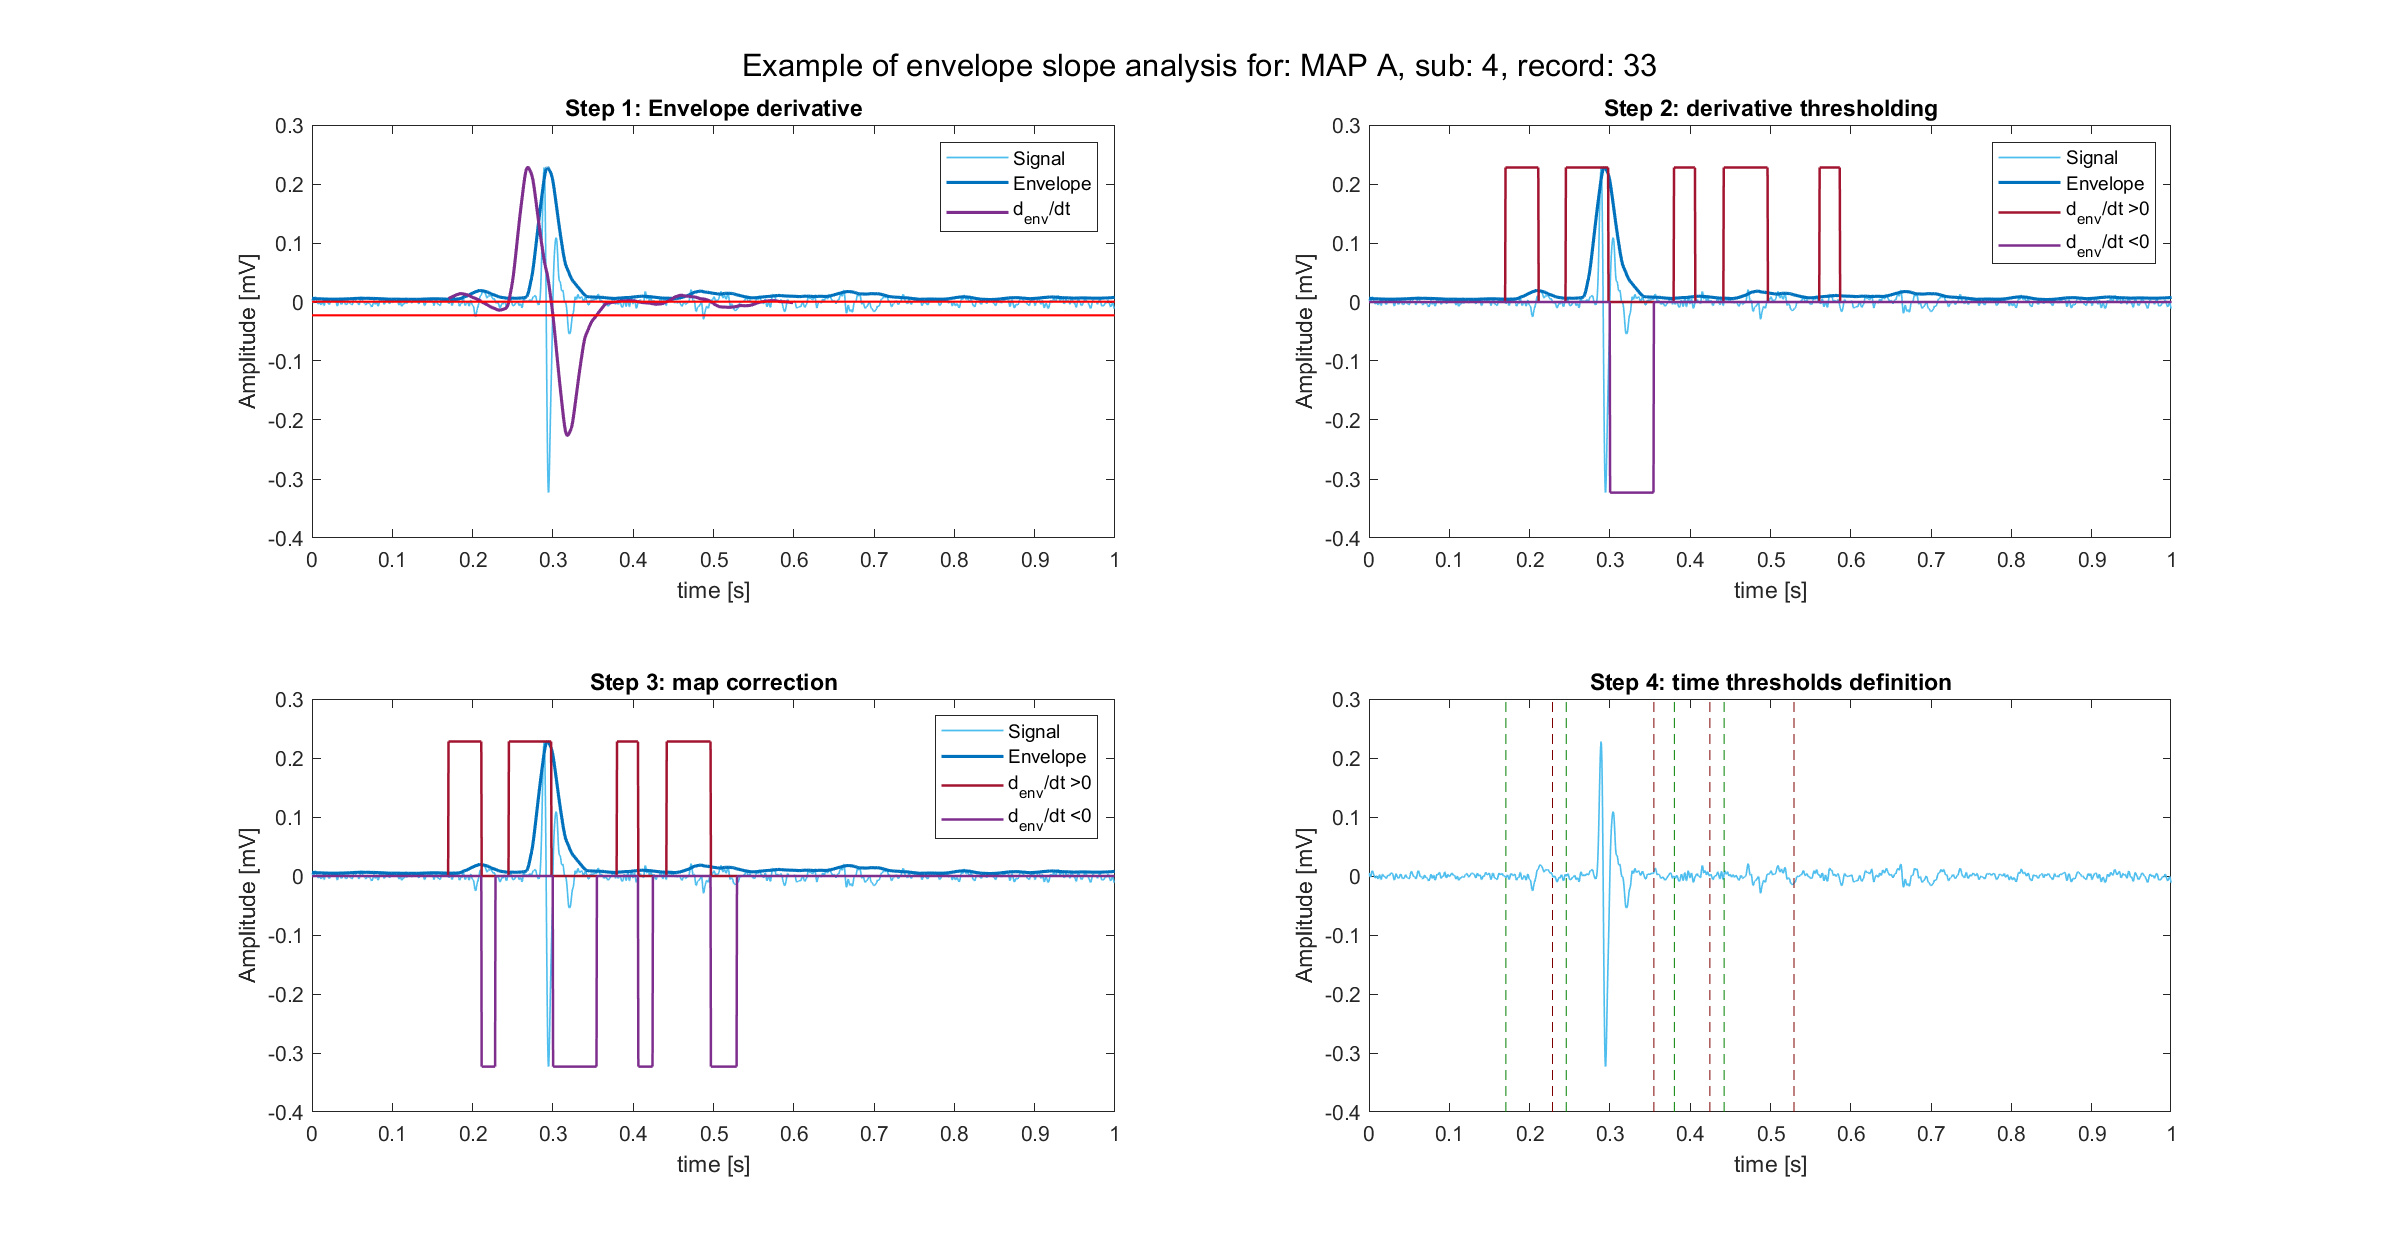 Example of envelope slope analysis for: MAP A, sub: 4, record: 33
Step 1: Envelope derivative
0.3
0.2
0.1
0
-0.1
-0.2
-0.3
-0.4
Amplitude [mV]
Signal
Envelope
d_env/dt
0 0.1 0.2 0.3 0.4 0.5 0.6 0.7 0.8 0.9 1
time [s]
Step 2: derivative thresholding
0.3
0.2
0.1
0
-0.1
-0.2
-0.3
-0.4
Amplitude [mV]
Signal
Envelope
d_env/dt >0
d_env/dt <0
0 0.1 0.2 0.3 0.4 0.5 0.6 0.7 0.8 0.9 1
time [s]
Step 3: map correction
0.3
0.2
0.1
0
-0.1
-0.2
-0.3
-0.4
Amplitude [mV]
Signal
Envelope
d_env/dt >0
d_env/dt <0
0 0.1 0.2 0.3 0.4 0.5 0.6 0.7 0.8 0.9 1
time [s]
Step 4: time thresholds definition
0.3
0.2
0.1
0
-0.1
-0.2
-0.3
-0.4
Amplitude [mV]
0 0.1 0.2 0.3 0.4 0.5 0.6 0.7 0.8 0.9 1
time [s]